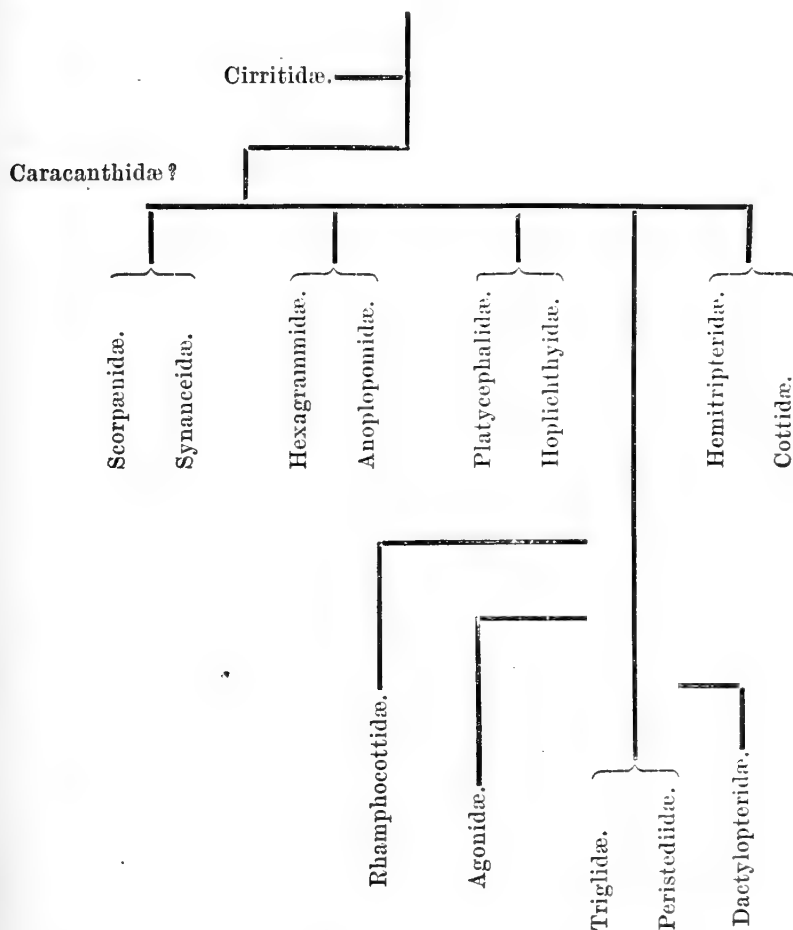 Cirritidæ.
Caracanthidæ?
Scorpænidæ.
Synanceidæ.
Hexagrammidæ.
Anoplopomidæ.
Platycephalidæ.
Hoplichthyidæ.
Hemitripteridæ.
Cottidæ.
Rhamphocottidæ.
Agonidæ.
Triglidæ.
Peristediidæ.
Dactylopteridæ.